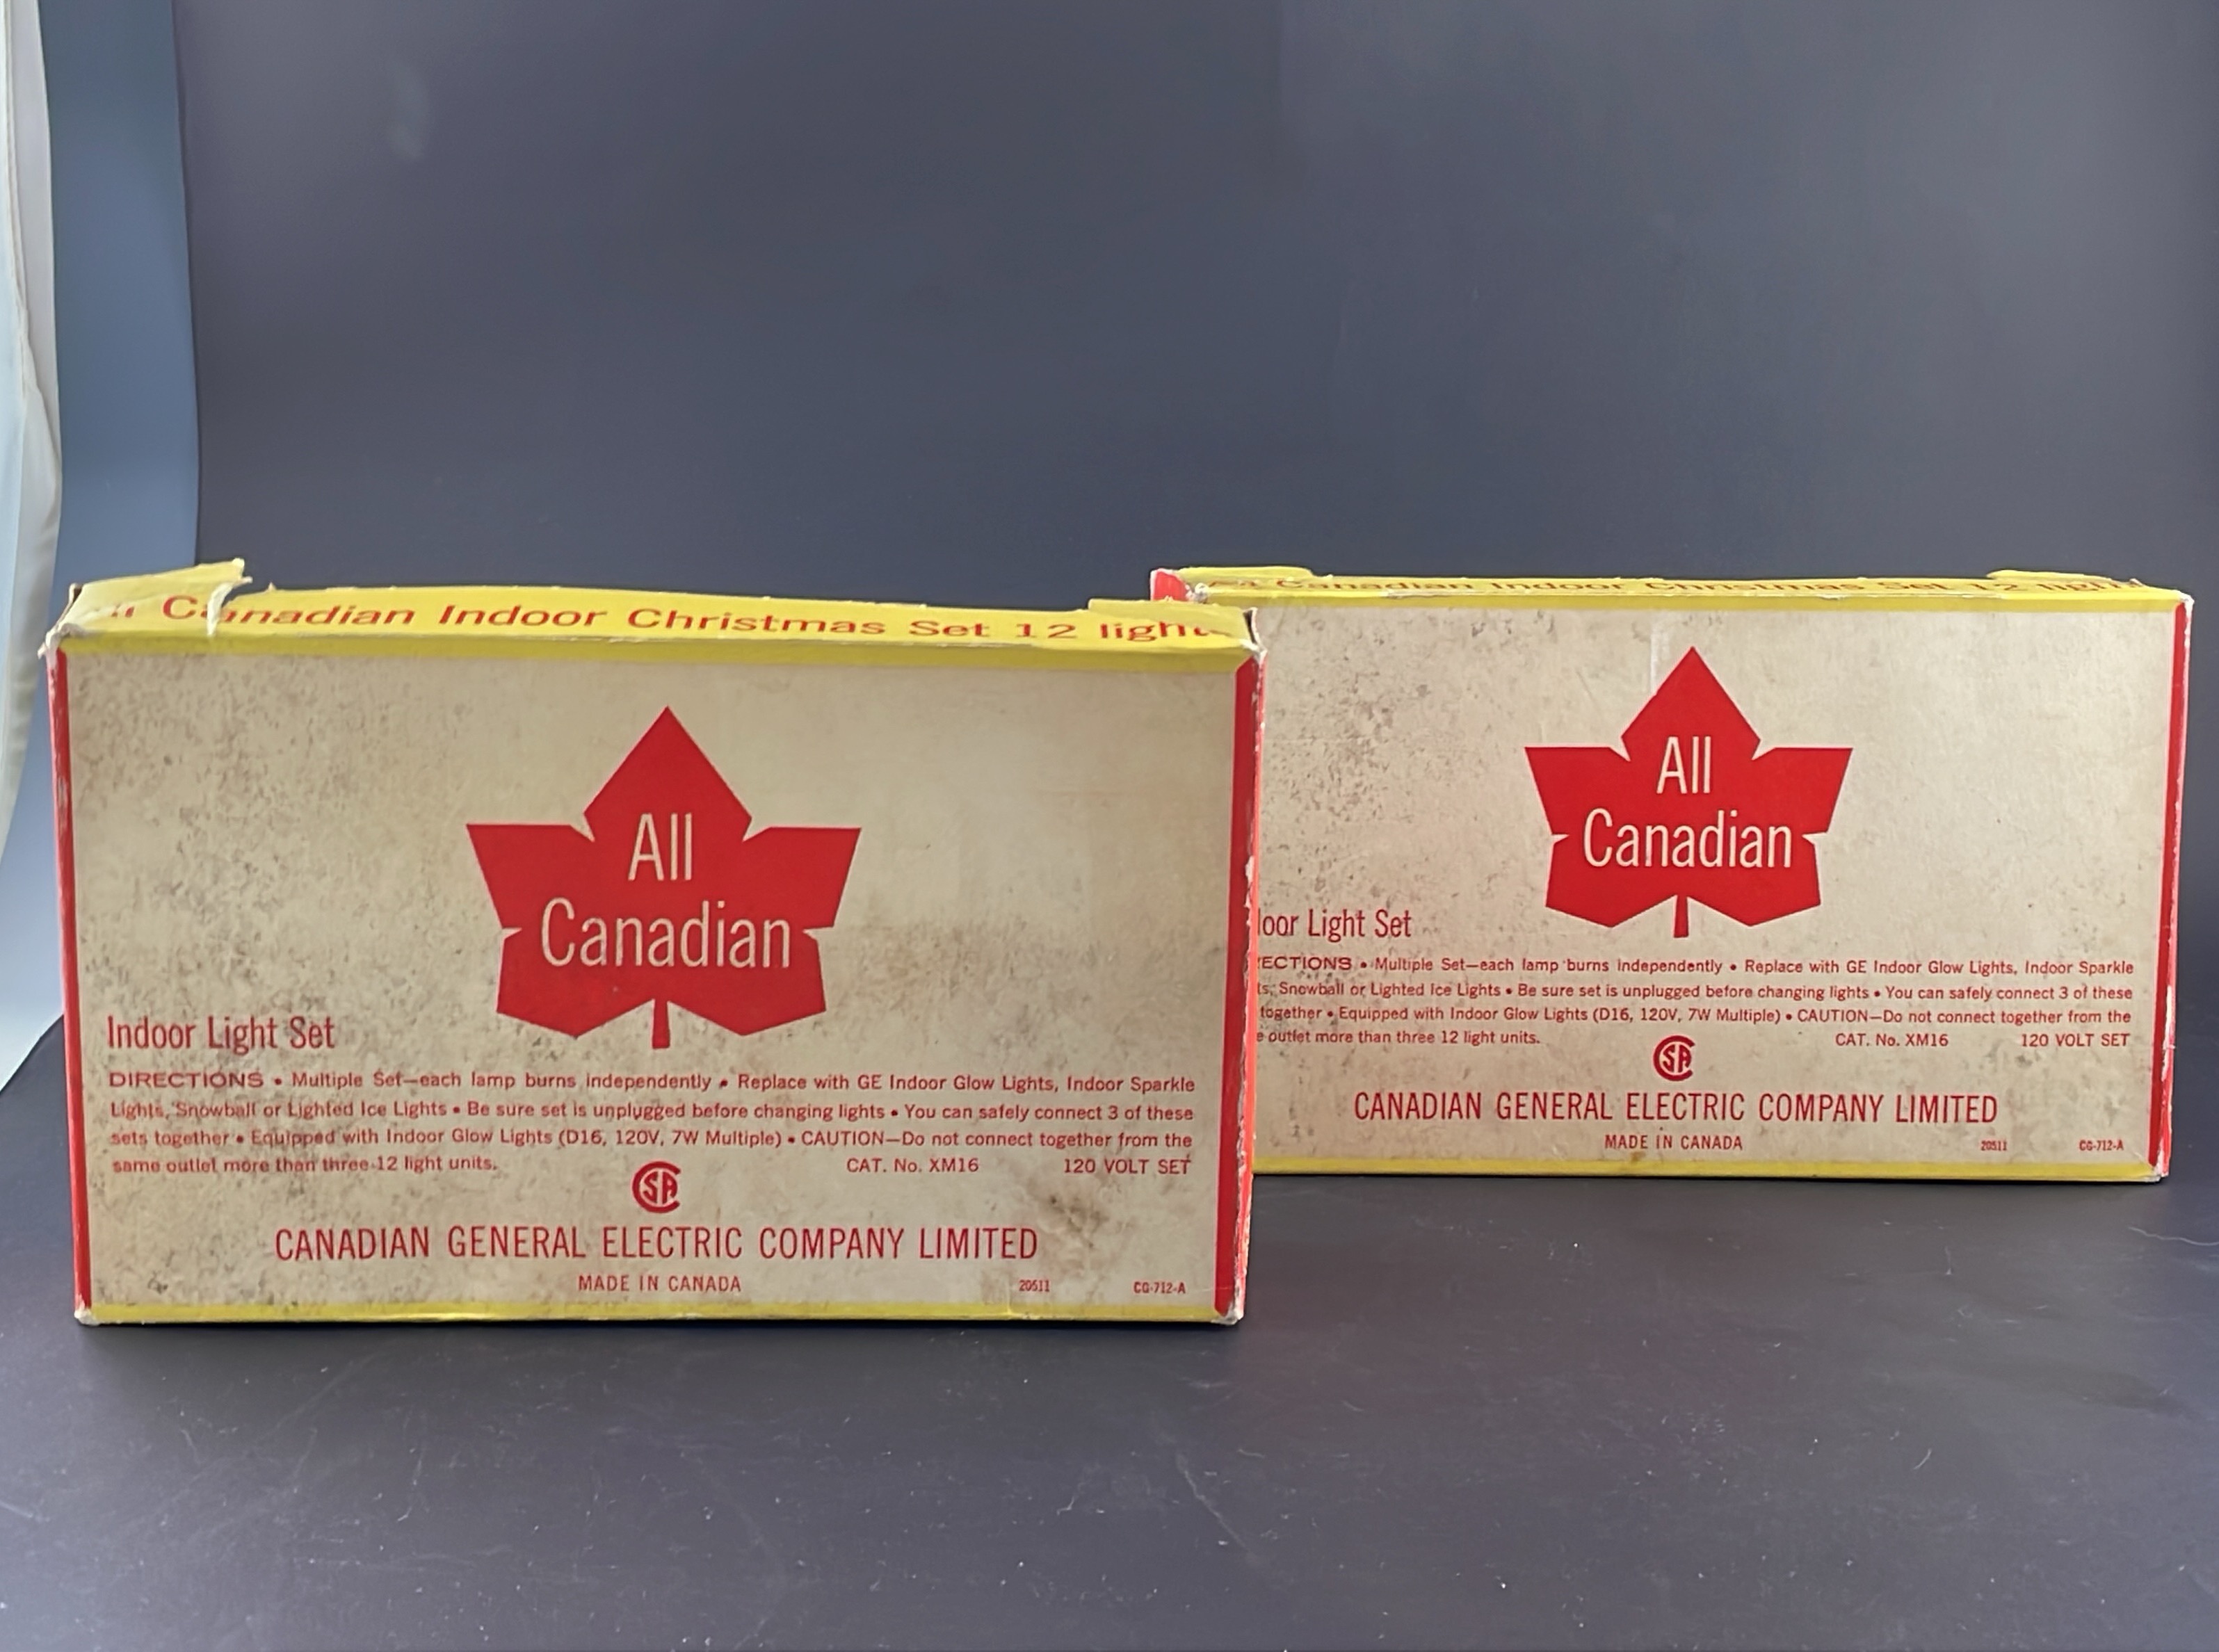 Canadian Indoor Christmas Set 12
All
Canadian
Indoor Light Set
DIRECTIONS • Multiple Set—each lamp burns independently • Replace with GE Indoor Glow Lights, Indoor Sparkle
Lights, Snowball or Lighted Ice Lights • Be sure set is unplugged before changing lights • You can safely connect 3 of these
sets together • Equipped with Indoor Glow Lights (D16, 120V, 7W Multiple) • CAUTION—Do not connect together from the
same outlet more than three 12 light units. CAT. No. XM16 120 VOLT SET
CSA
CANADIAN GENERAL ELECTRIC COMPANY LIMITED
MADE IN CANADA 20511 CG-712-A
Canadian Indoor Christmas Set 12
All
Canadian
Light Set
• Multiple Set—each lamp burns independently • Replace with GE Indoor Glow Lights, Indoor Sparkle
Snowball or Lighted Ice Lights • Be sure set is unplugged before changing lights • You can safely connect 3 of these
together • Equipped with Indoor Glow Lights (D16, 120V, 7W Multiple) • CAUTION—Do not connect together from the
outlet more than three 12 light units. CAT. No. XM16 120 VOLT SET
CSA
CANADIAN GENERAL ELECTRIC COMPANY LIMITED
MADE IN CANADA 20511 CG-712-A